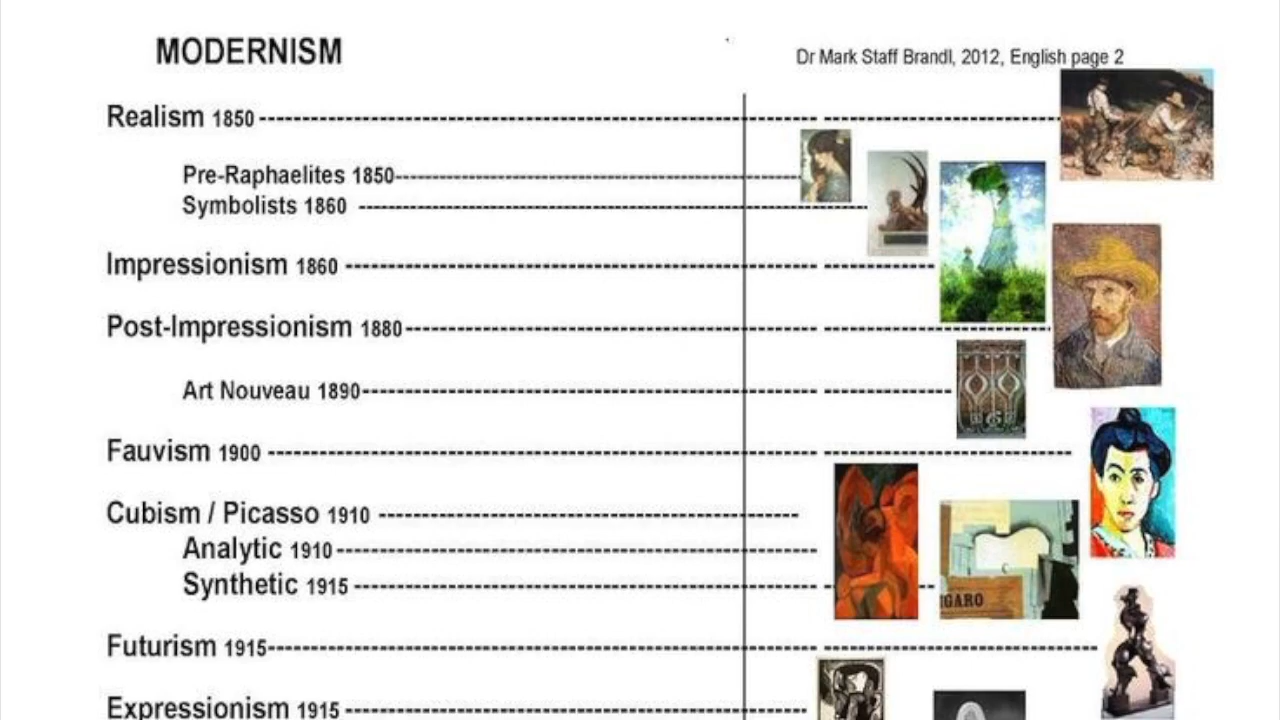 MODERNISM
Dr Mark Staff Brandl, 2012, English page 2
Realism 1850
Pre-Raphaelites 1850
Symbolists 1860
Impressionism 1860
Post-Impressionism 1880
Art Nouveau 1890
Fauvism 1900
Cubism / Picasso 1910
Analytic 1910
Synthetic 1915
IGARO
Futurism 1915
Expressionism 1915